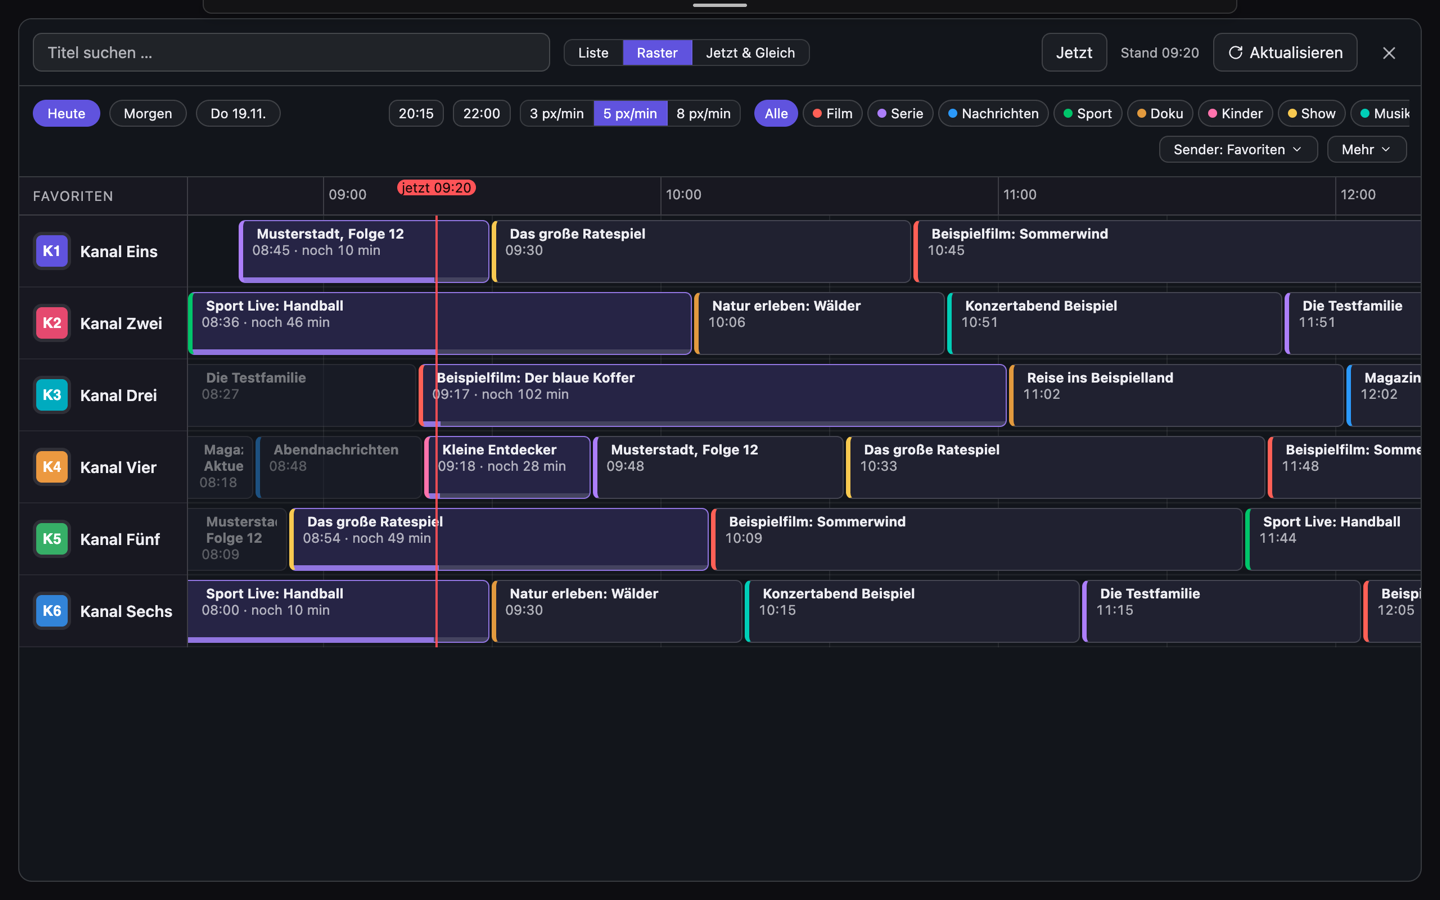 Titel suchen ...
Liste Raster Jetzt & Gleich
Jetzt Stand 09:20 Aktualisieren
Heute Morgen Do 19.11.
20:15 22:00 3 px/min 5 px/min 8 px/min
Alle Film Serie Nachrichten Sport Doku Kinder Show Musik
Sender: Favoriten Mehr
FAVORITEN
09:00 jetzt 09:20 10:00 11:00 12:00
K1 Kanal Eins
Musterstadt, Folge 12
08:45 · noch 10 min
Das große Ratespiel
09:30
Beispielfilm: Sommerwind
10:45
K2 Kanal Zwei
Sport Live: Handball
08:36 · noch 46 min
Natur erleben: Wälder
10:06
Konzertabend Beispiel
10:51
Die Testfamilie
11:51
K3 Kanal Drei
Die Testfamilie
08:27
Beispielfilm: Der blaue Koffer
09:17 · noch 102 min
Reise ins Beispielland
11:02
Magazin
12:02
K4 Kanal Vier
Maga
Aktue
08:18
Abendnachrichten
08:48
Kleine Entdecker
09:18 · noch 28 min
Musterstadt, Folge 12
09:48
Das große Ratespiel
10:33
Beispielfilm: Somme
11:48
K5 Kanal Fünf
Mustersta
Folge 12
08:09
Das große Ratespiel
08:54 · noch 49 min
Beispielfilm: Sommerwind
10:09
Sport Live: Handball
11:44
K6 Kanal Sechs
Sport Live: Handball
08:00 · noch 10 min
Natur erleben: Wälder
09:30
Konzertabend Beispiel
10:15
Die Testfamilie
11:15
Beispi
12:05